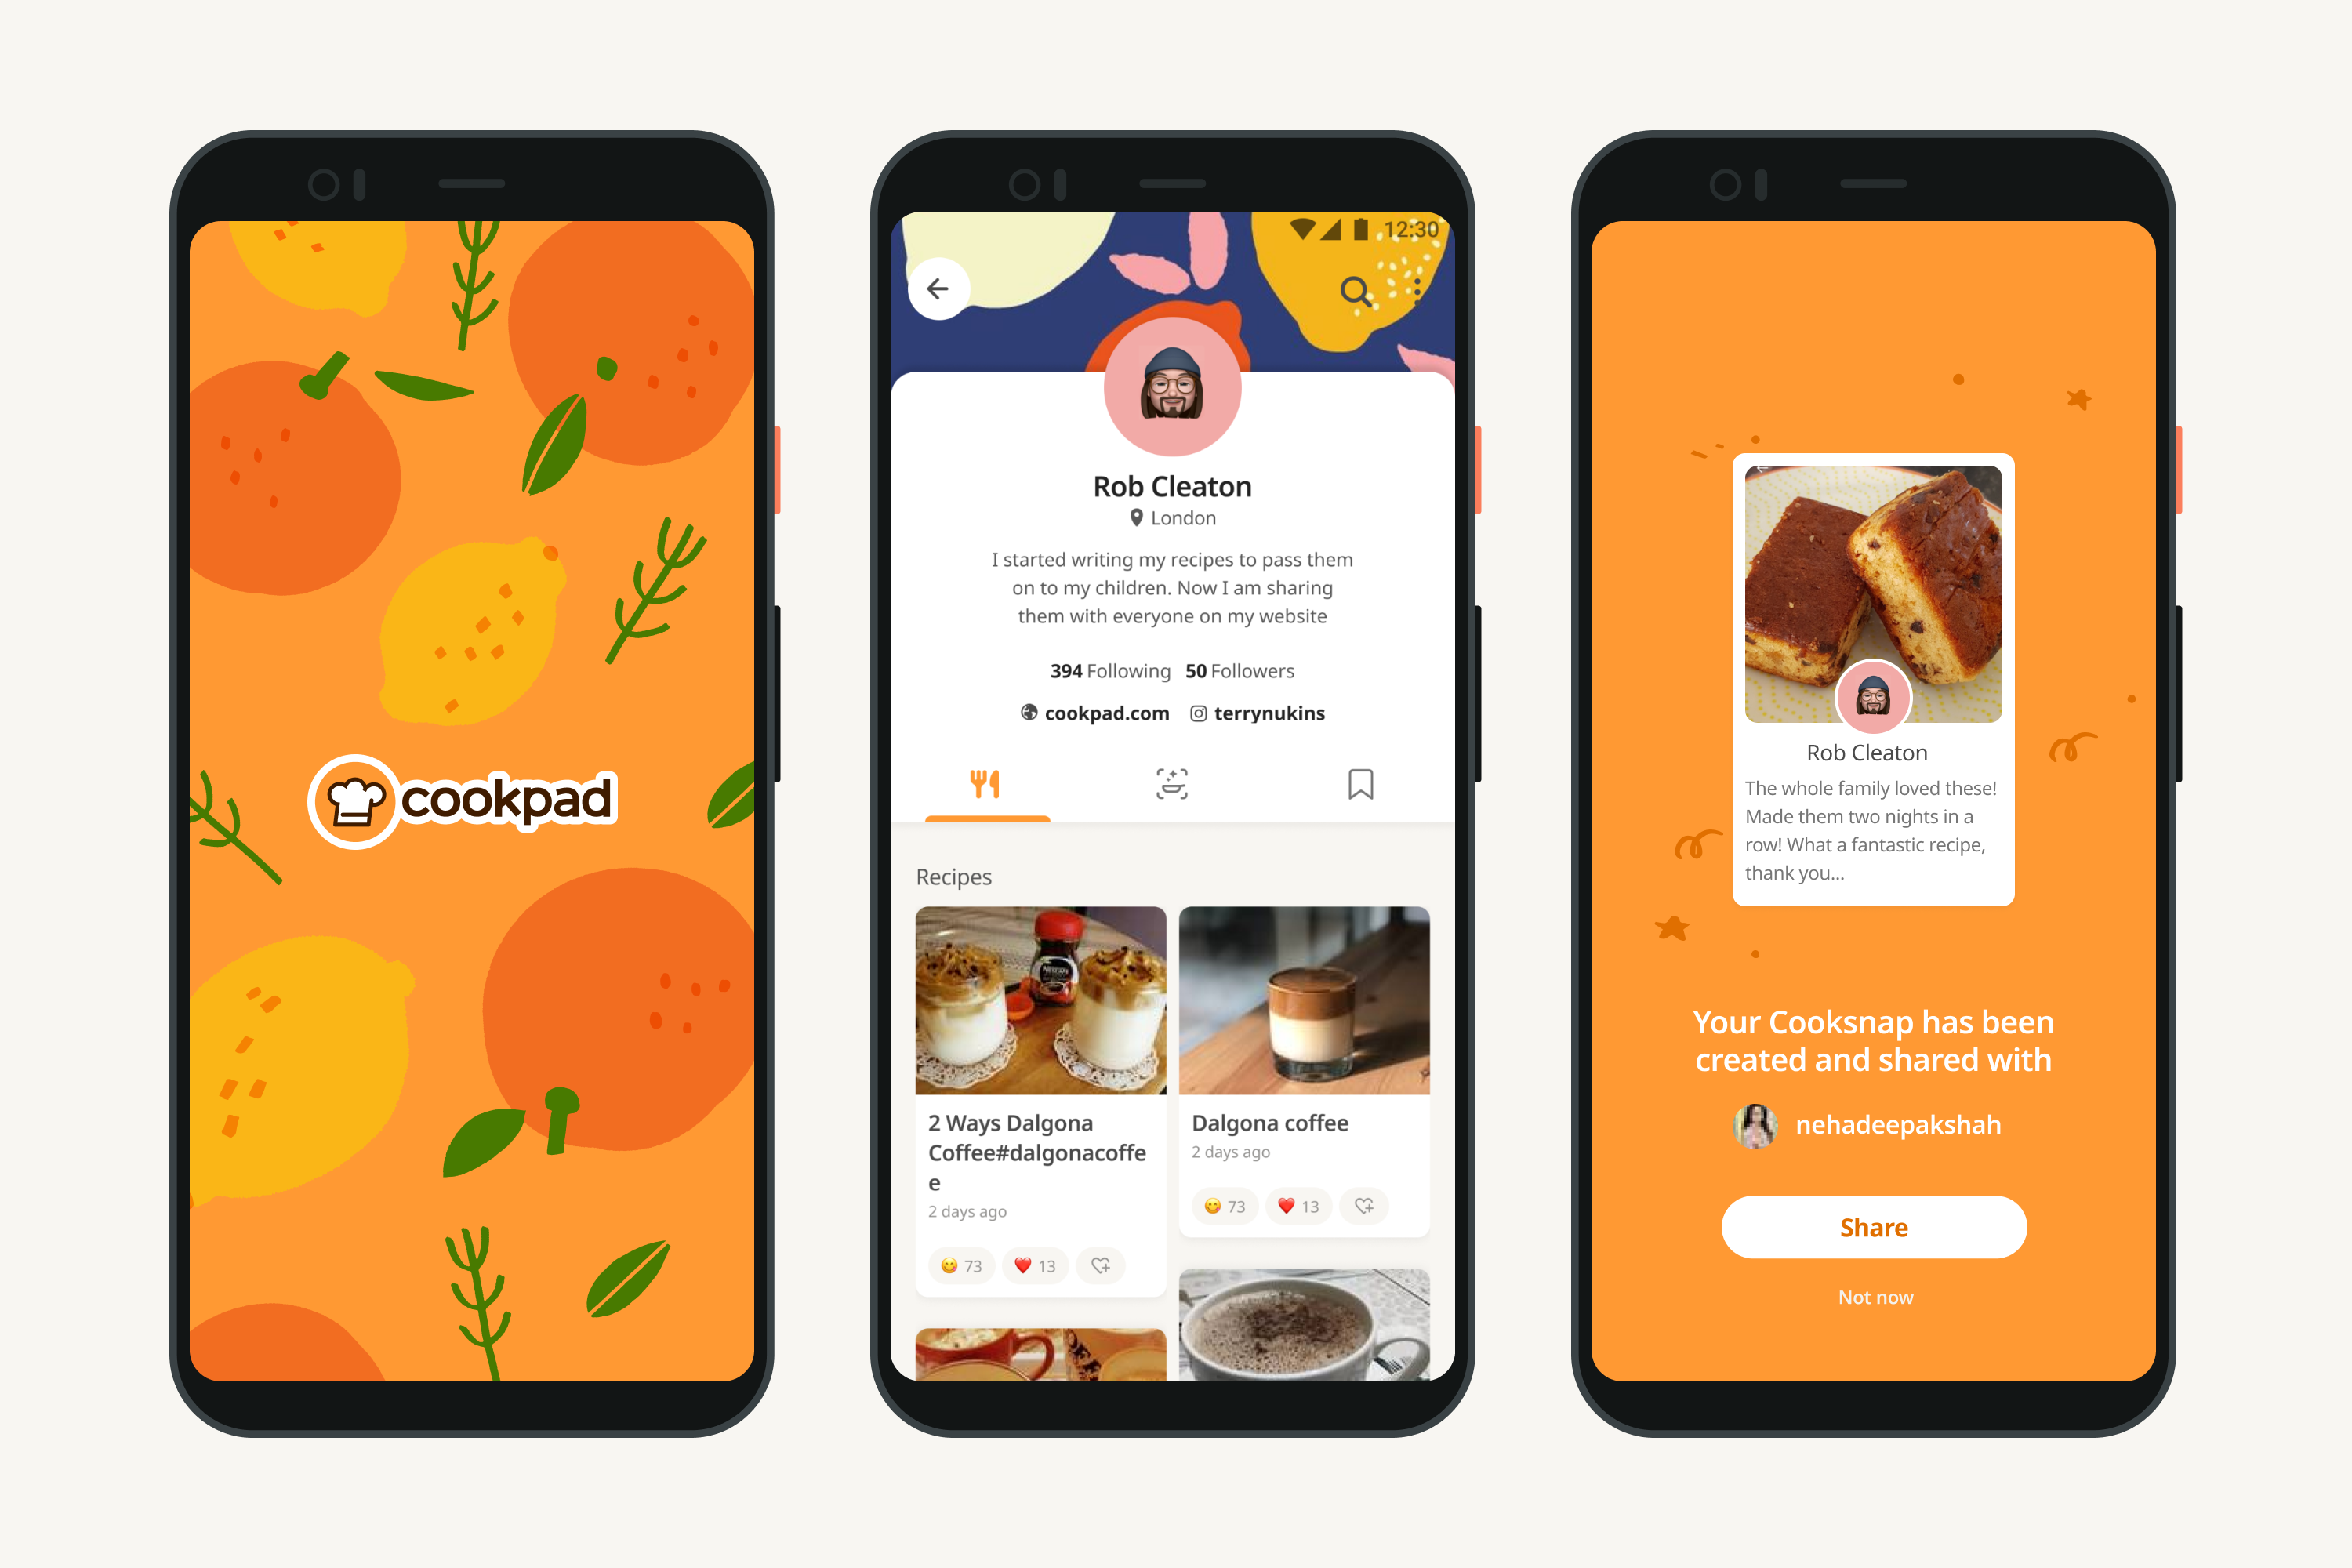 cookpad
12:30
Rob Cleaton
London
I started writing my recipes to pass them
on to my children. Now I am sharing
them with everyone on my website
394 Following 50 Followers
cookpad.com terrynukins
Recipes
2 Ways Dalgona
Coffee#dalgonacoffe
e
2 days ago
73 13
Dalgona coffee
2 days ago
73 13
Rob Cleaton
The whole family loved these!
Made them two nights in a
row! What a fantastic recipe,
thank you...
Your Cooksnap has been
created and shared with
nehadeepakshah
Share
Not now